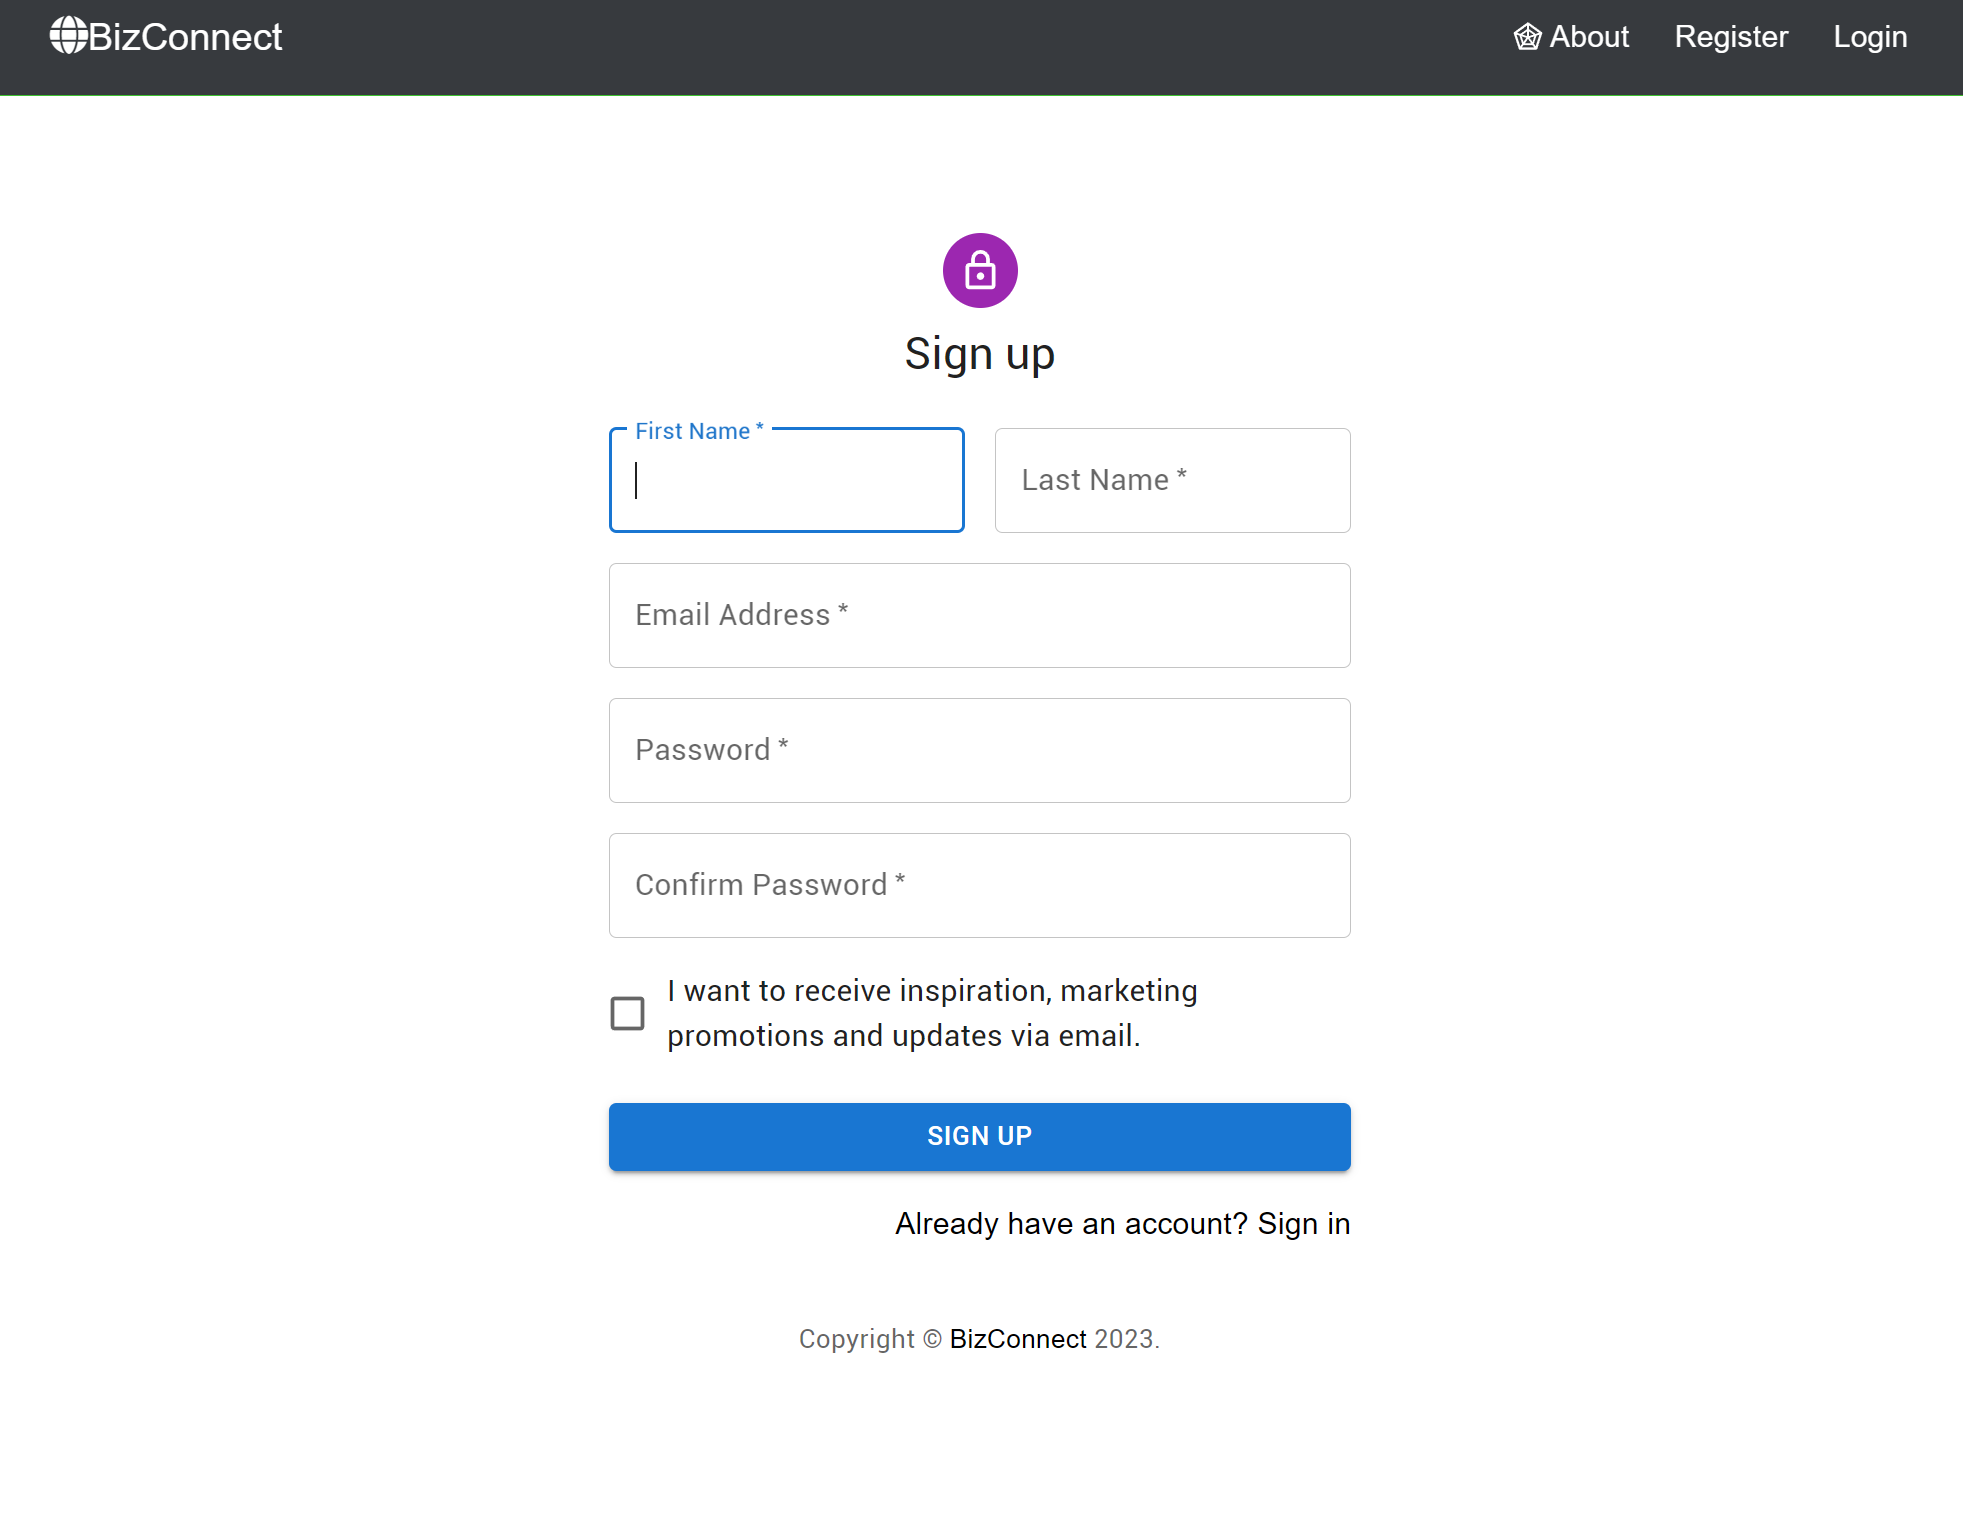 BizConnect
About Register Login
Sign up
First Name *
Last Name *
Email Address *
Password *
Confirm Password *
I want to receive inspiration, marketing
promotions and updates via email.
SIGN UP
Already have an account? Sign in
Copyright © BizConnect 2023.